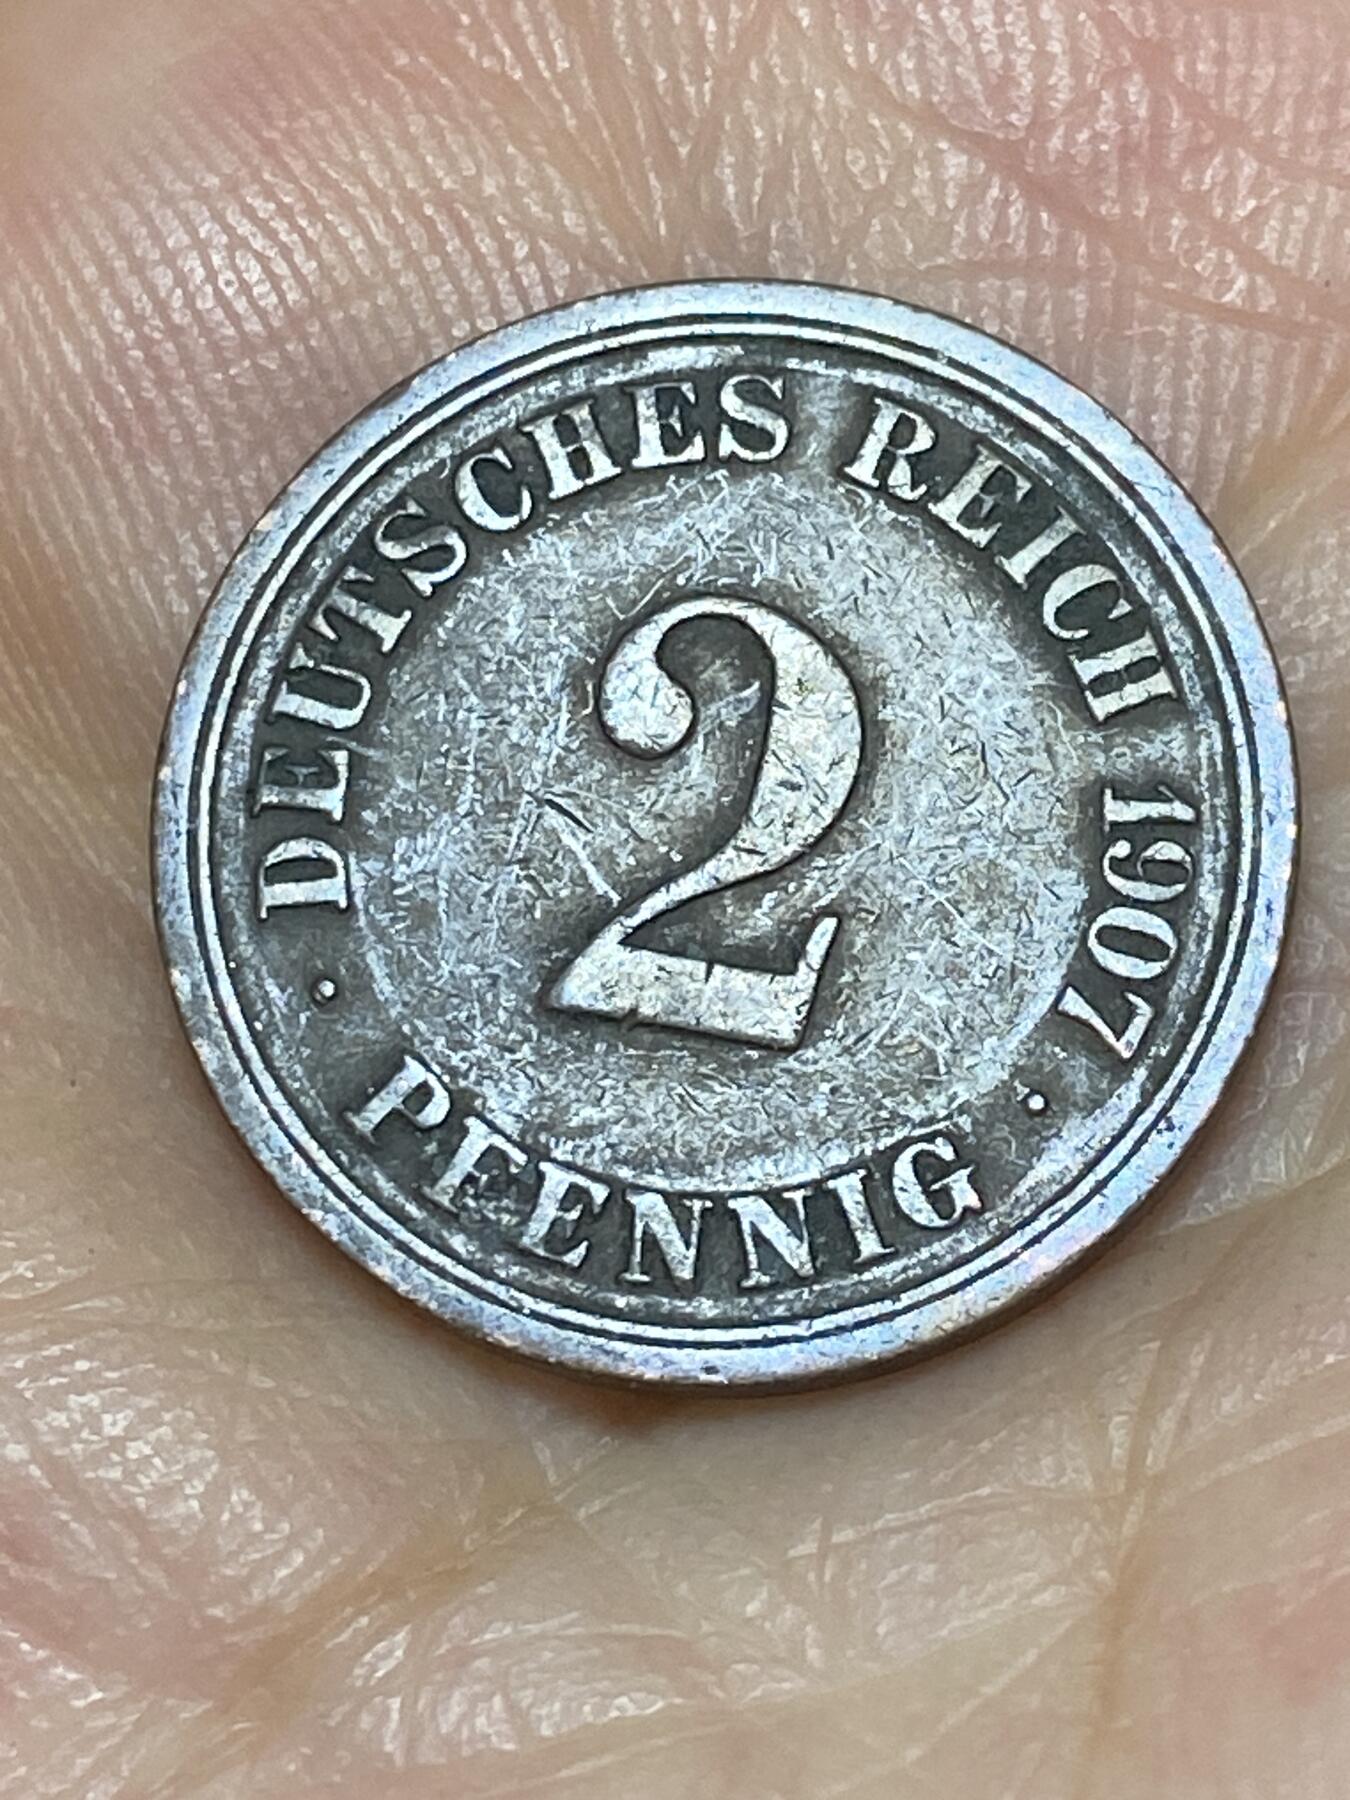 · DEUTSCHES REICH 1907 ·
2
PFENNIG